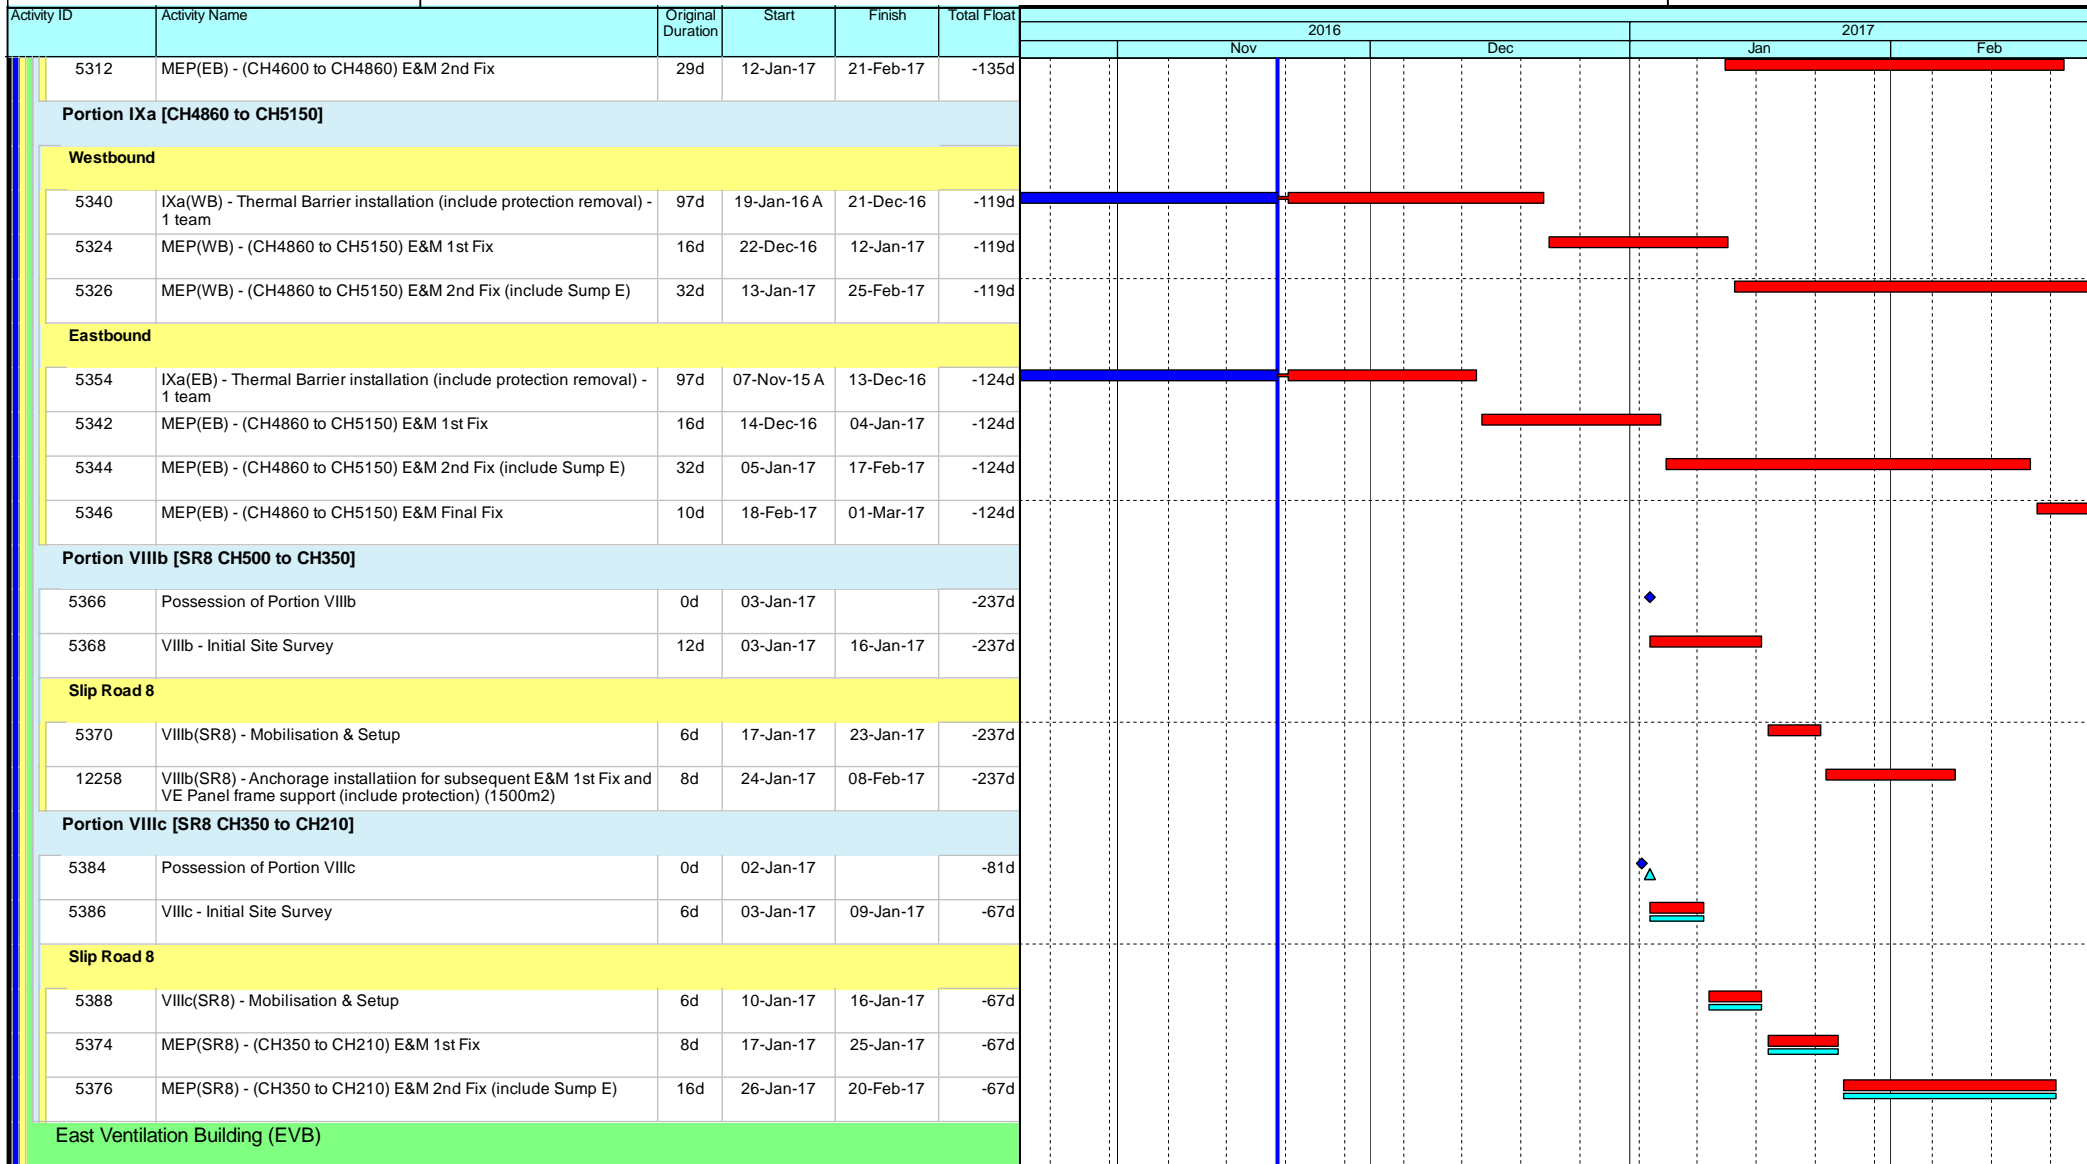 Activity ID Activity Name Original Duration Start Finish Total Float
2016 2017
Nov Dec Jan Feb
5312 MEP(EB) - (CH4600 to CH4860) E&M 2nd Fix 29d 12-Jan-17 21-Feb-17 -135d
Portion IXa [CH4860 to CH5150]
Westbound
5340 IXa(WB) - Thermal Barrier installation (include protection removal) - 97d 19-Jan-16 A 21-Dec-16 -119d
1 team
5324 MEP(WB) - (CH4860 to CH5150) E&M 1st Fix 16d 22-Dec-16 12-Jan-17 -119d
5326 MEP(WB) - (CH4860 to CH5150) E&M 2nd Fix (include Sump E) 32d 13-Jan-17 25-Feb-17 -119d
Eastbound
5354 IXa(EB) - Thermal Barrier installation (include protection removal) - 97d 07-Nov-15 A 13-Dec-16 -124d
1 team
5342 MEP(EB) - (CH4860 to CH5150) E&M 1st Fix 16d 14-Dec-16 04-Jan-17 -124d
5344 MEP(EB) - (CH4860 to CH5150) E&M 2nd Fix (include Sump E) 32d 05-Jan-17 17-Feb-17 -124d
5346 MEP(EB) - (CH4860 to CH5150) E&M Final Fix 10d 18-Feb-17 01-Mar-17 -124d
Portion VIIIb [SR8 CH500 to CH350]
5366 Possession of Portion VIIIb 0d 03-Jan-17 -237d
5368 VIIIb - Initial Site Survey 12d 03-Jan-17 16-Jan-17 -237d
Slip Road 8
5370 VIIIb(SR8) - Mobilisation & Setup 6d 17-Jan-17 23-Jan-17 -237d
12258 VIIIb(SR8) - Anchorage installatiion for subsequent E&M 1st Fix and 8d 24-Jan-17 08-Feb-17 -237d
VE Panel frame support (include protection) (1500m2)
Portion VIIIc [SR8 CH350 to CH210]
5384 Possession of Portion VIIIc 0d 02-Jan-17 -81d
5386 VIIIc - Initial Site Survey 6d 03-Jan-17 09-Jan-17 -67d
Slip Road 8
5388 VIIIc(SR8) - Mobilisation & Setup 6d 10-Jan-17 16-Jan-17 -67d
5374 MEP(SR8) - (CH350 to CH210) E&M 1st Fix 8d 17-Jan-17 25-Jan-17 -67d
5376 MEP(SR8) - (CH350 to CH210) E&M 2nd Fix (include Sump E) 16d 26-Jan-17 20-Feb-17 -67d
East Ventilation Building (EVB)